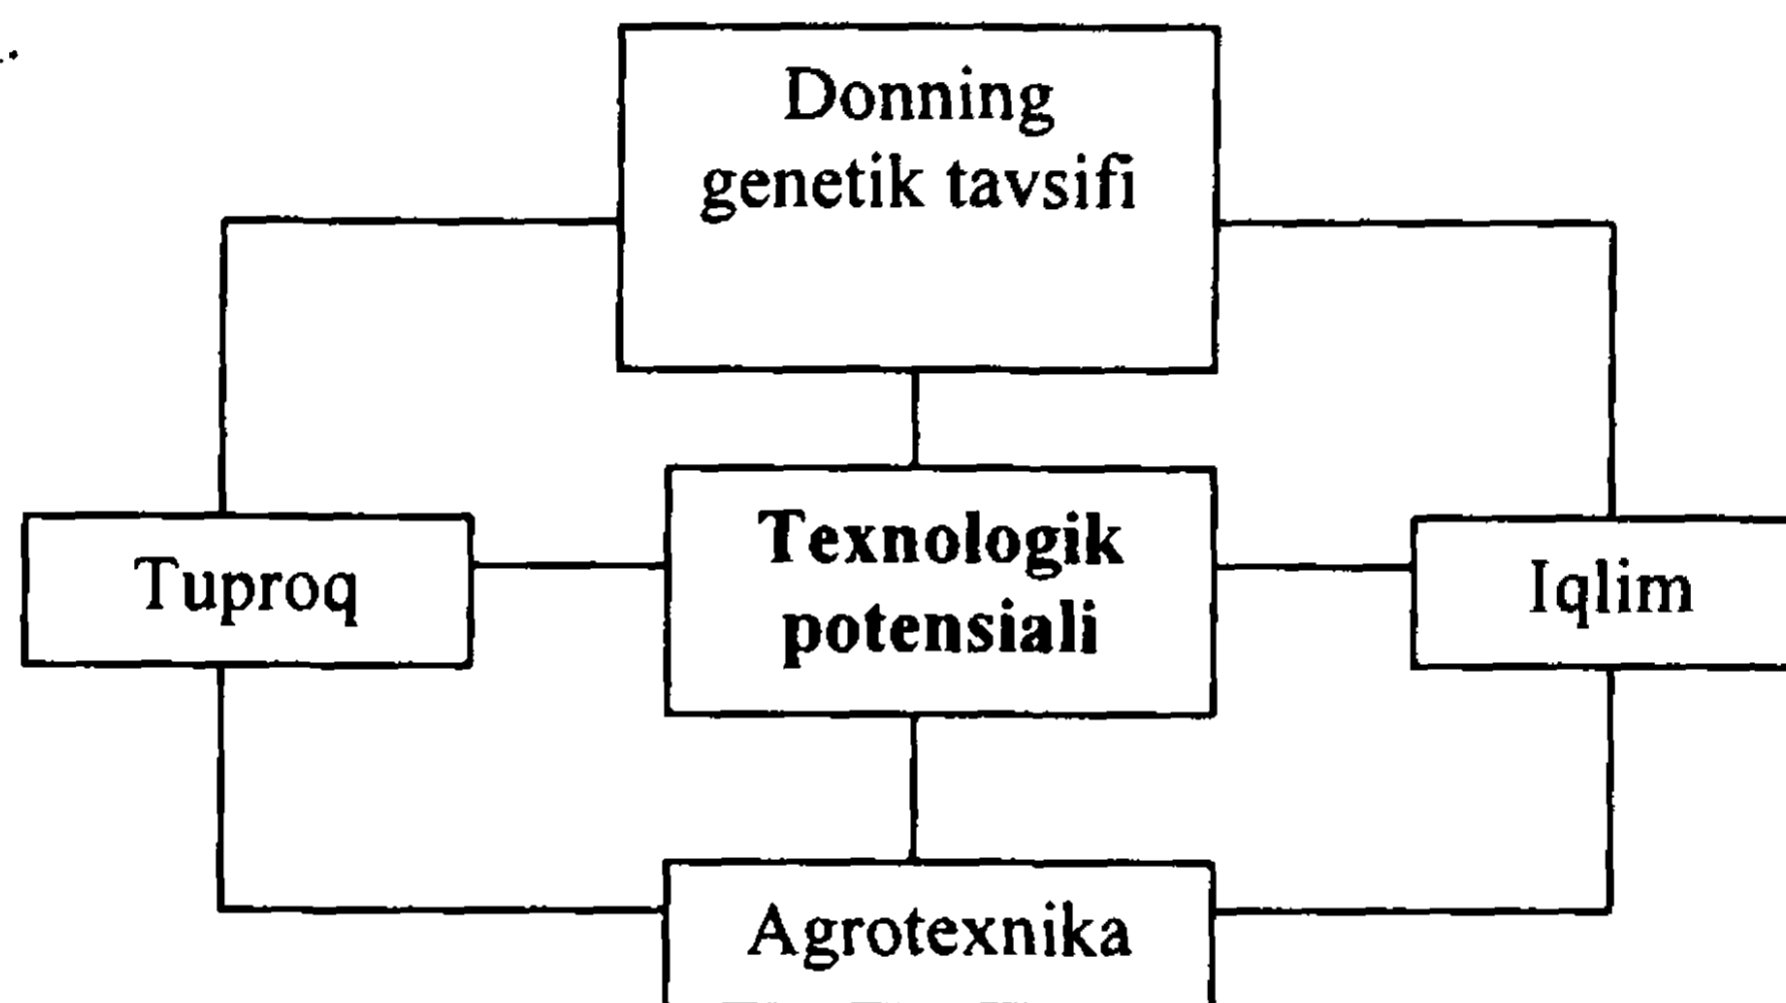 Donning
genetik tavsifi
Texnologik
potensiali
Tuproq
Iqlim
Agrotexnika